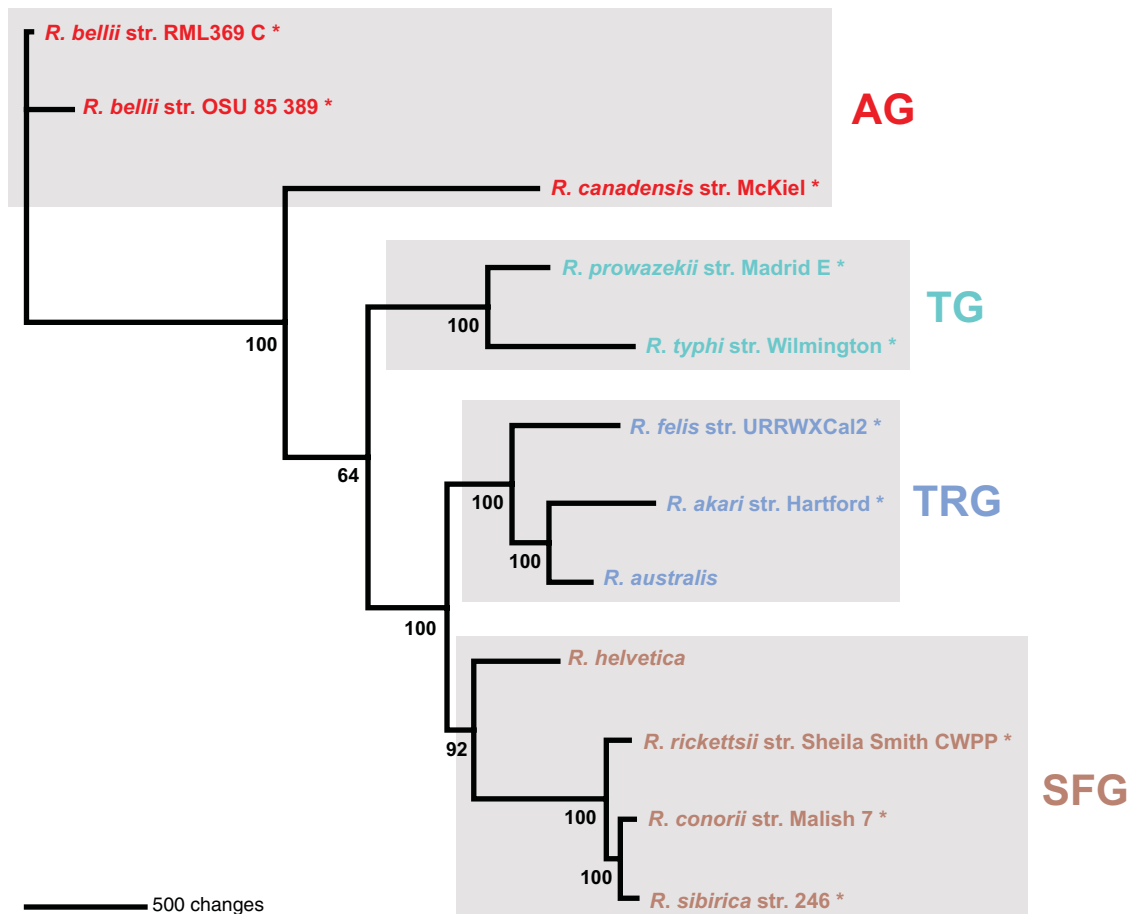 R. bellii str. RML369 C *
R. bellii str. OSU 85 389 *
AG
R. canadensis str. McKiel *
R. prowazekii str. Madrid E *
TG
100
100
R. typhi str. Wilmington *
R. felis str. URRWXCal2 *
64
100
TRG
R. akari str. Hartford *
100
R. australis
100
R. helvetica
92
R. rickettsii str. Sheila Smith CWPP *
SFG
100
R. conorii str. Malish 7 *
100
R. sibirica str. 246 *
500 changes